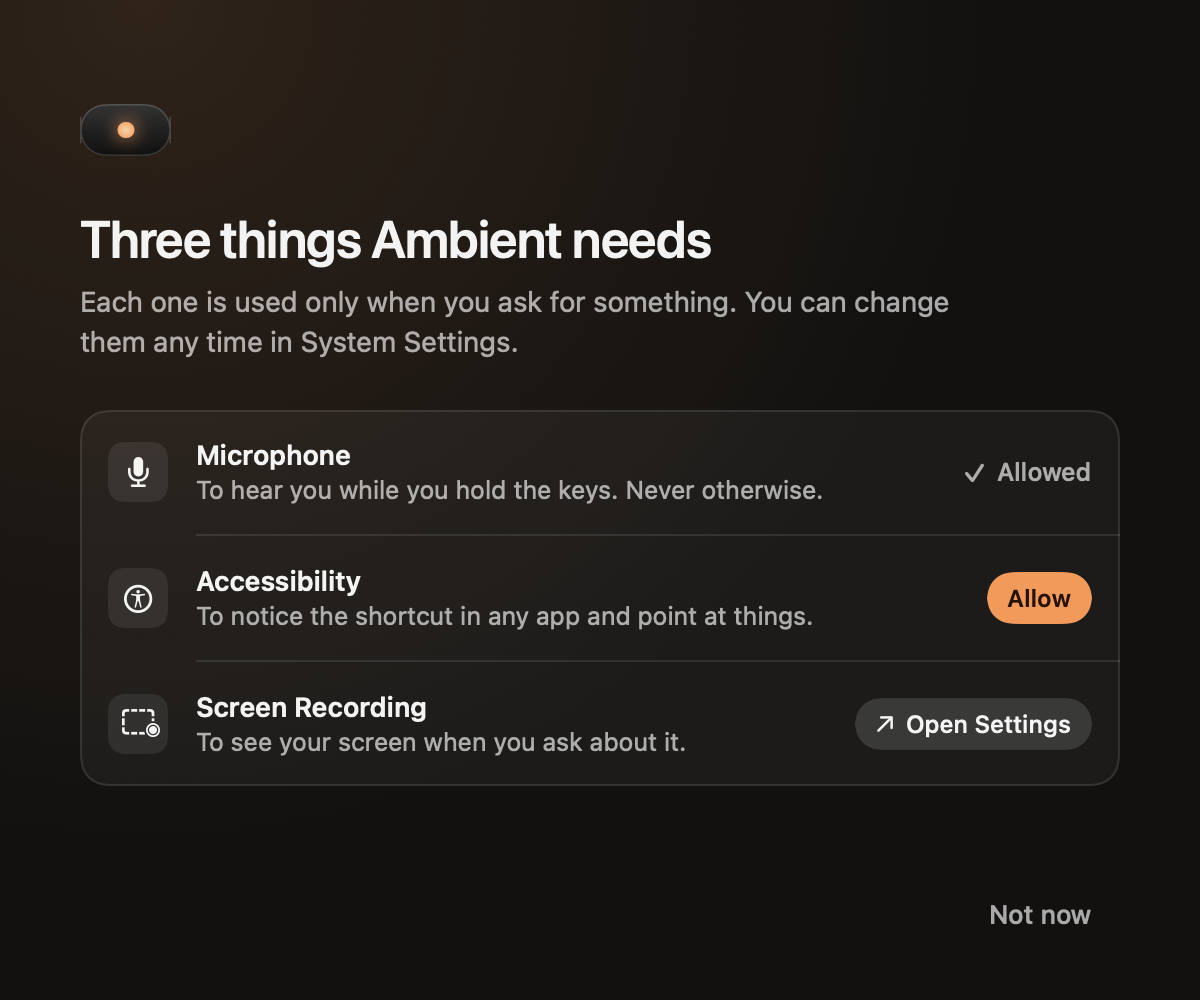 Three things Ambient needs
Each one is used only when you ask for something. You can change
them any time in System Settings.
Microphone
To hear you while you hold the keys. Never otherwise.
Allowed
Accessibility
To notice the shortcut in any app and point at things.
Allow
Screen Recording
To see your screen when you ask about it.
Open Settings
Not now